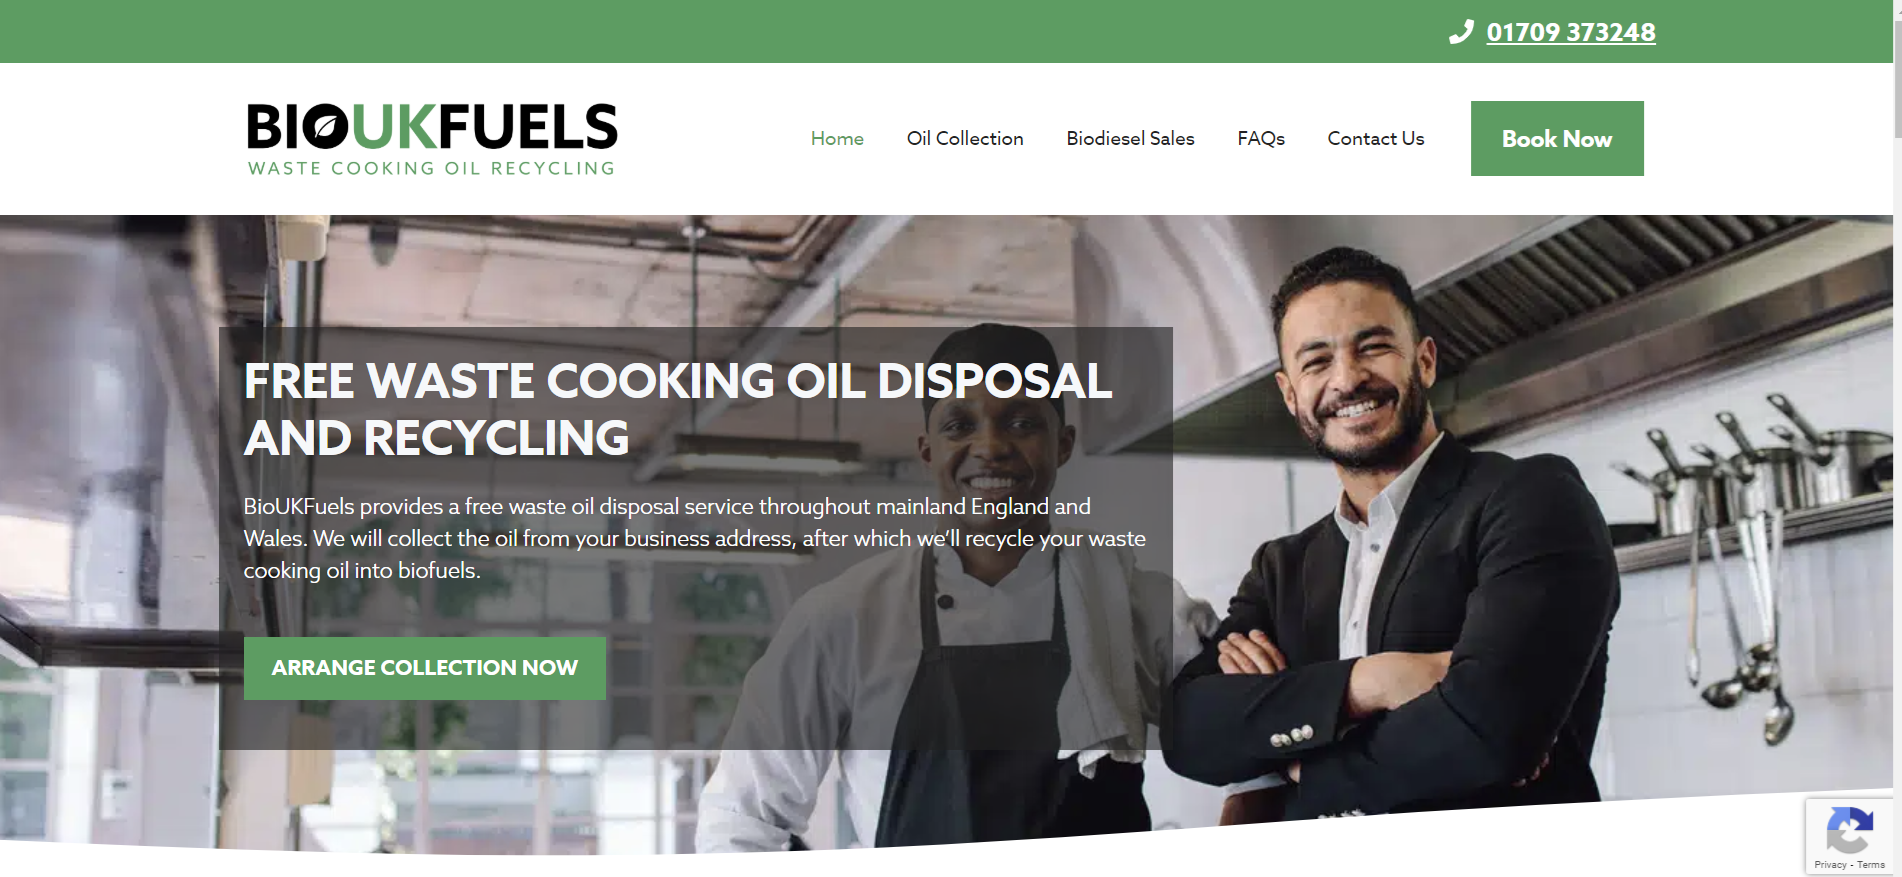 01709 373248
BIOUKFUELS
WASTE COOKING OIL RECYCLING
Home Oil Collection Biodiesel Sales FAQs Contact Us Book Now
FREE WASTE COOKING OIL DISPOSAL
AND RECYCLING
BioUKFuels provides a free waste oil disposal service throughout mainland England and
Wales. We will collect the oil from your business address, after which we’ll recycle your waste
cooking oil into biofuels.
ARRANGE COLLECTION NOW
Privacy - Terms